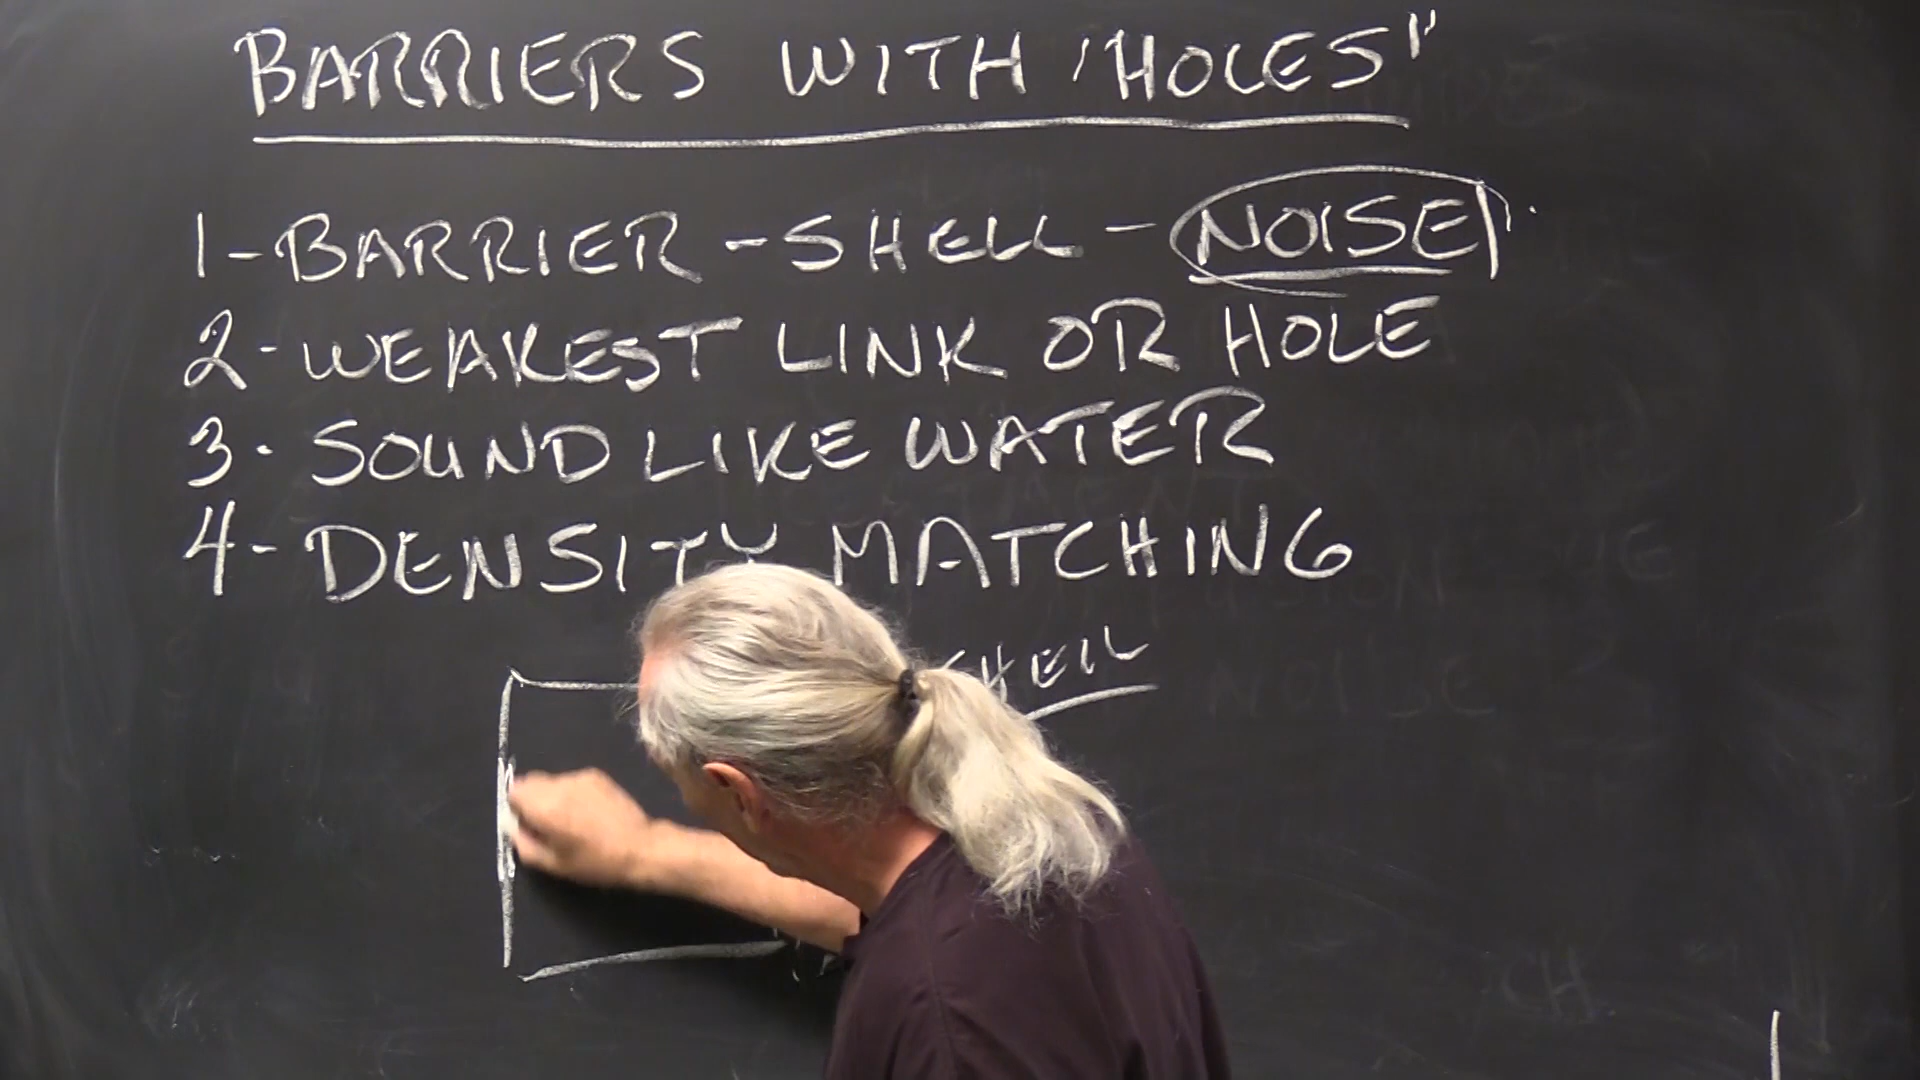 BARRIERS WITH "HOLES"
1-BARRIER-SHELL-NOISE
2-WEAKEST LINK OR HOLE
3-SOUND LIKE WATER
4-DENSITY MATCHING
SHELL